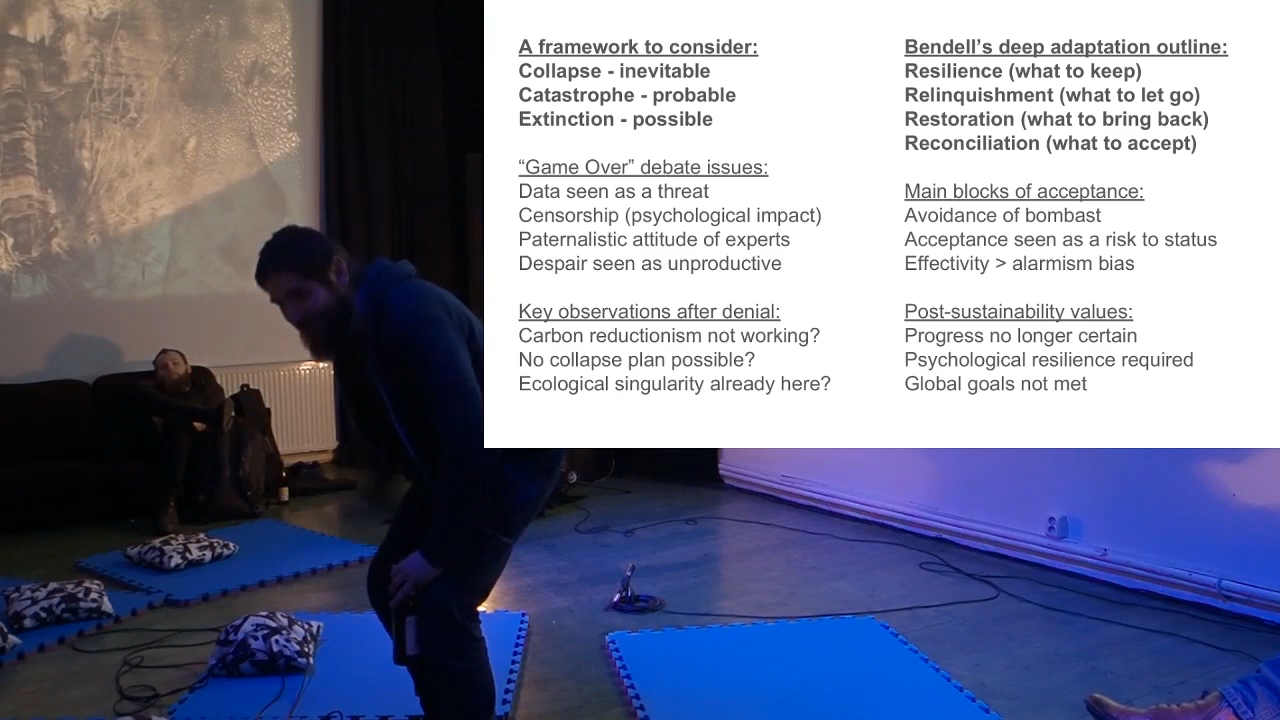 A framework to consider:
Collapse - inevitable
Catastrophe - probable
Extinction - possible
“Game Over” debate issues:
Data seen as a threat
Censorship (psychological impact)
Paternalistic attitude of experts
Despair seen as unproductive
Key observations after denial:
Carbon reductionism not working?
No collapse plan possible?
Ecological singularity already here?
Bendell’s deep adaptation outline:
Resilience (what to keep)
Relinquishment (what to let go)
Restoration (what to bring back)
Reconciliation (what to accept)
Main blocks of acceptance:
Avoidance of bombast
Acceptance seen as a risk to status
Effectivity > alarmism bias
Post-sustainability values:
Progress no longer certain
Psychological resilience required
Global goals not met